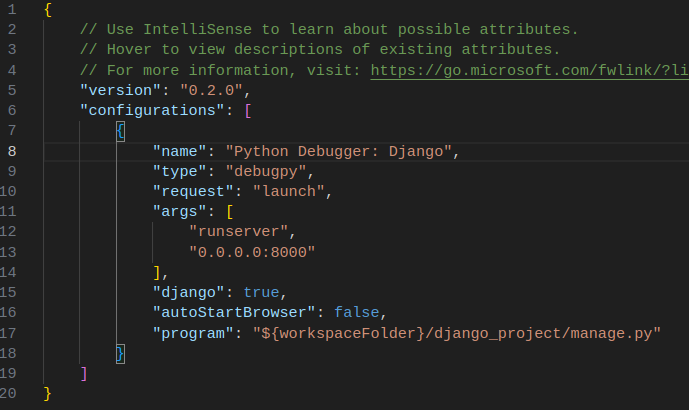 1 {
2 // Use IntelliSense to learn about possible attributes.
3 // Hover to view descriptions of existing attributes.
4 // For more information, visit: https://go.microsoft.com/fwlink/?li
5 "version": "0.2.0",
6 "configurations": [
7 {
8 "name": "Python Debugger: Django",
9 "type": "debugpy",
10 "request": "launch",
11 "args": [
12 "runserver",
13 "0.0.0.0:8000"
14 ],
15 "django": true,
16 "autoStartBrowser": false,
17 "program": "${workspaceFolder}/django_project/manage.py"
18 }
19 ]
20 }